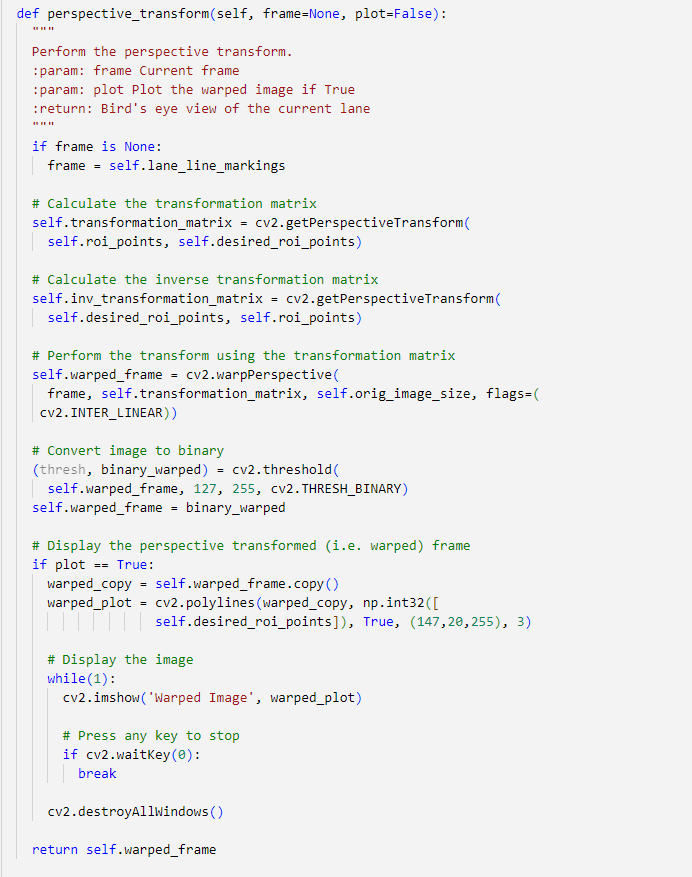 def perspective_transform(self, frame=None, plot=False):
"""
Perform the perspective transform.
:param: frame Current frame
:param: plot Plot the warped image if True
:return: Bird's eye view of the current lane
"""
if frame is None:
frame = self.lane_line_markings
# Calculate the transformation matrix
self.transformation_matrix = cv2.getPerspectiveTransform(
self.roi_points, self.desired_roi_points)
# Calculate the inverse transformation matrix
self.inv_transformation_matrix = cv2.getPerspectiveTransform(
self.desired_roi_points, self.roi_points)
# Perform the transform using the transformation matrix
self.warped_frame = cv2.warpPerspective(
frame, self.transformation_matrix, self.orig_image_size, flags=(
cv2.INTER_LINEAR))
# Convert image to binary
(thresh, binary_warped) = cv2.threshold(
self.warped_frame, 127, 255, cv2.THRESH_BINARY)
self.warped_frame = binary_warped
# Display the perspective transformed (i.e. warped) frame
if plot == True:
warped_copy = self.warped_frame.copy()
warped_plot = cv2.polylines(warped_copy, np.int32([
self.desired_roi_points]), True, (147,20,255), 3)
# Display the image
while(1):
cv2.imshow('Warped Image', warped_plot)
# Press any key to stop
if cv2.waitKey(0):
break
cv2.destroyAllWindows()
return self.warped_frame